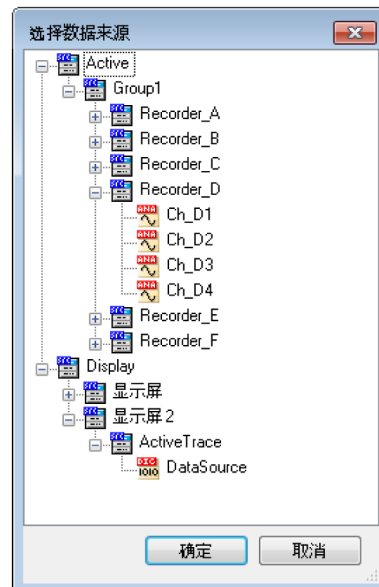 选择数据来源
Active
Group1
Recorder_A
Recorder_B
Recorder_C
Recorder_D
Ch_D1
Ch_D2
Ch_D3
Ch_D4
Recorder_E
Recorder_F
Display
显示屏
显示屏2
ActiveTrace
DataSource
确定
取消